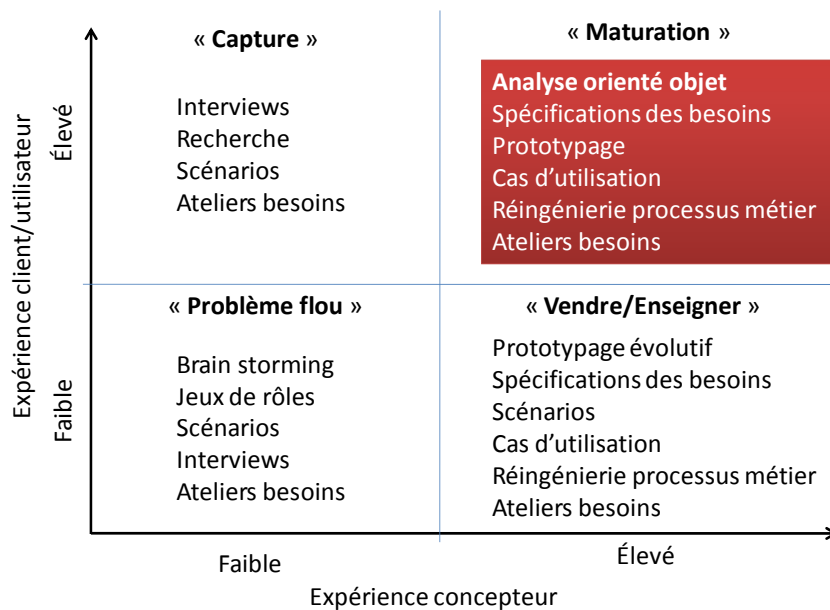 « Capture »
Interviews
Recherche
Scénarios
Ateliers besoins
« Maturation »
Analyse orienté objet
Spécifications des besoins
Prototypage
Cas d'utilisation
Réingénierie processus métier
Ateliers besoins
« Problème flou »
Brain storming
Jeux de rôles
Scénarios
Interviews
Ateliers besoins
« Vendre/Enseigner »
Prototypage évolutif
Spécifications des besoins
Scénarios
Cas d'utilisation
Réingénierie processus métier
Ateliers besoins
Expérience client/utilisateur
Élevé
Faible
Faible
Élevé
Expérience concepteur